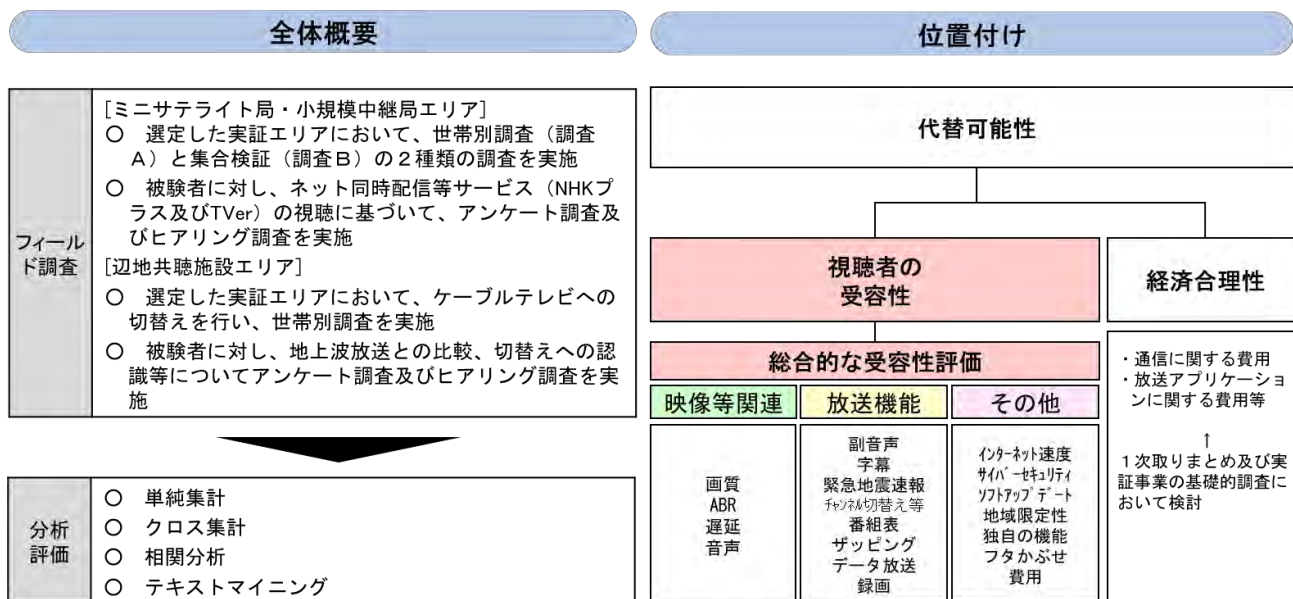 全体概要
フィールド調査
[ミニサテライト局・小規模中継局エリア]
○ 選定した実証エリアにおいて、世帯別調査（調査
A）と集合検証（調査B）の２種類の調査を実施
○ 被験者に対し、ネット同時配信等サービス（NHKプ
ラス及びTVer）の視聴に基づいて、アンケート調査及
びヒアリング調査を実施
[辺地共聴施設エリア]
○ 選定した実証エリアにおいて、ケーブルテレビへの
切替えを行い、世帯別調査を実施
○ 被験者に対し、地上波放送との比較、切替えへの認
識等についてアンケート調査及びヒアリング調査を実
施
分析
評価
○ 単純集計
○ クロス集計
○ 相関分析
○ テキストマイニング
位置付け
代替可能性
視聴者の
受容性
経済合理性
総合的な受容性評価
映像等関連
画質
ABR
遅延
音声
放送機能
副音声
字幕
緊急地震速報
ﾁｬﾝﾈﾙ切替え等
番組表
ザッピング
データ放送
録画
その他
ｲﾝﾀｰﾈｯﾄ速度
ｻｲﾊﾞｰｾｷｭﾘﾃｨ
ｿﾌﾄｱｯﾌﾟﾃﾞｰﾄ
地域限定性
独自の機能
フタかぶせ
費用
・通信に関する費用
・放送アプリケーショ
ンに関する費用等
↑
１次取りまとめ及び実
証事業の基礎的調査に
おいて検討